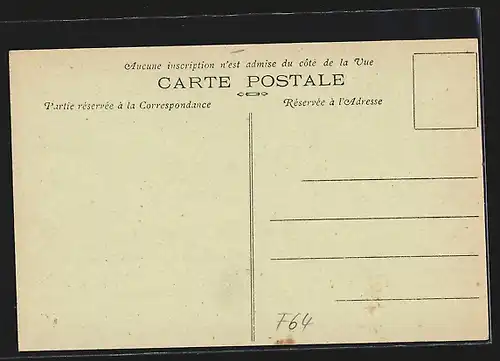 Aucune inscription n'est admise du côté de la Vue
CARTE POSTALE
Partie réservée à la Correspondance
Réservée à l'Adresse
F64